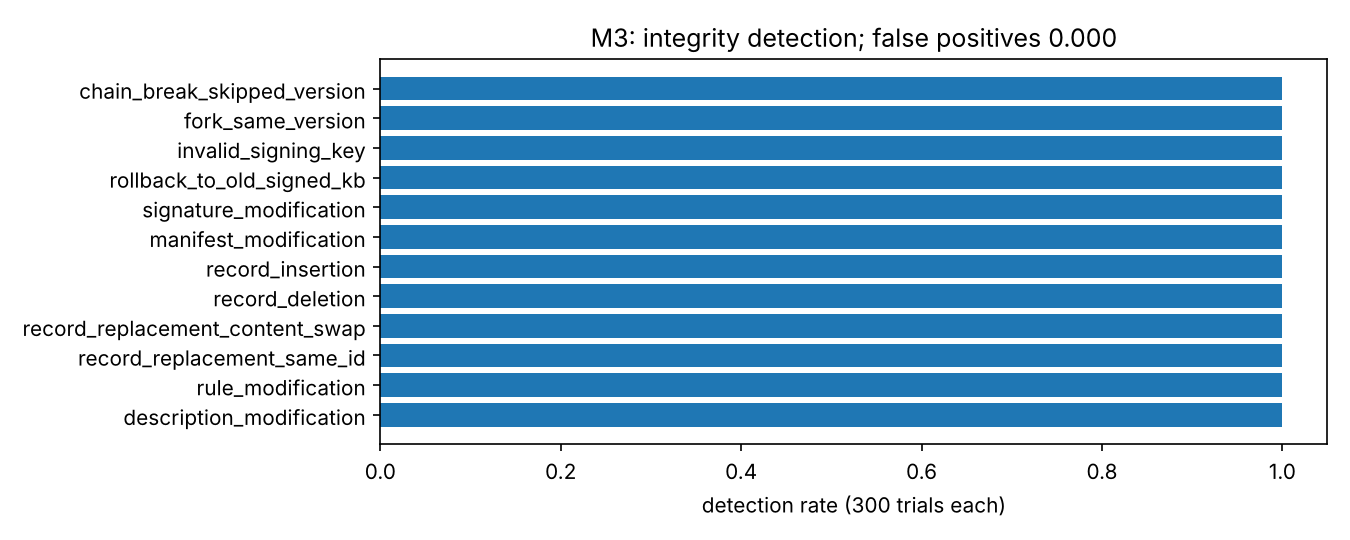 M3: integrity detection; false positives 0.000
chain_break_skipped_version
fork_same_version
invalid_signing_key
rollback_to_old_signed_kb
signature_modification
manifest_modification
record_insertion
record_deletion
record_replacement_content_swap
record_replacement_same_id
rule_modification
description_modification
0.0 0.2 0.4 0.6 0.8 1.0
detection rate (300 trials each)